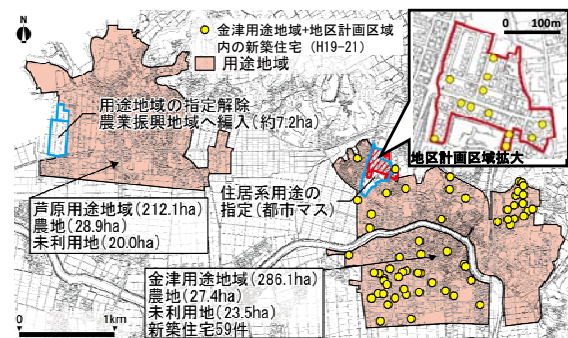 N
金津用途地域+地区計画区域
内の新築住宅 (H19-21)
用途地域
0 100m
地区計画区域拡大
用途地域の指定解除
農業振興地域へ編入(約7.2ha)
住居系用途の
指定(都市マス)
芦原用途地域(212.1ha)
農地(28.9ha)
未利用地(20.0ha)
金津用途地域(286.1ha)
農地(27.4ha)
未利用地(23.5ha)
新築住宅59件
0 1km